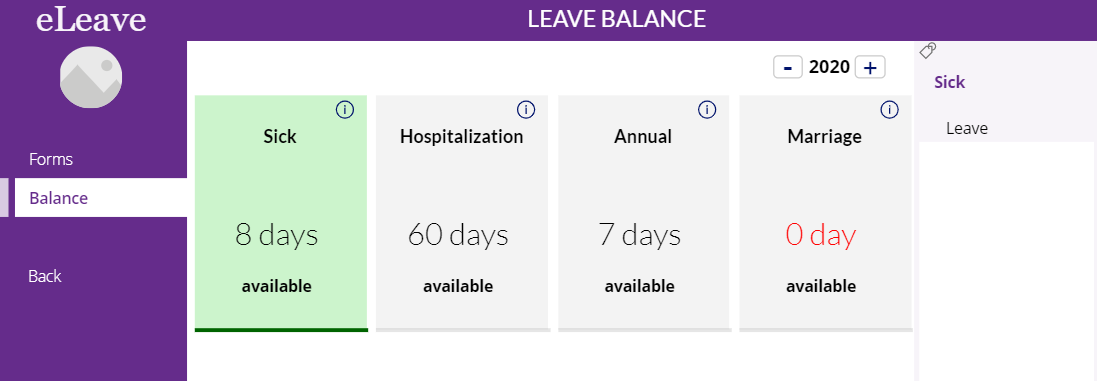 eLeave
LEAVE BALANCE
Forms
Balance
Back
- 2020 +
Sick
8 days
available
Hospitalization
60 days
available
Annual
7 days
available
Marriage
0 day
available
Sick
Leave